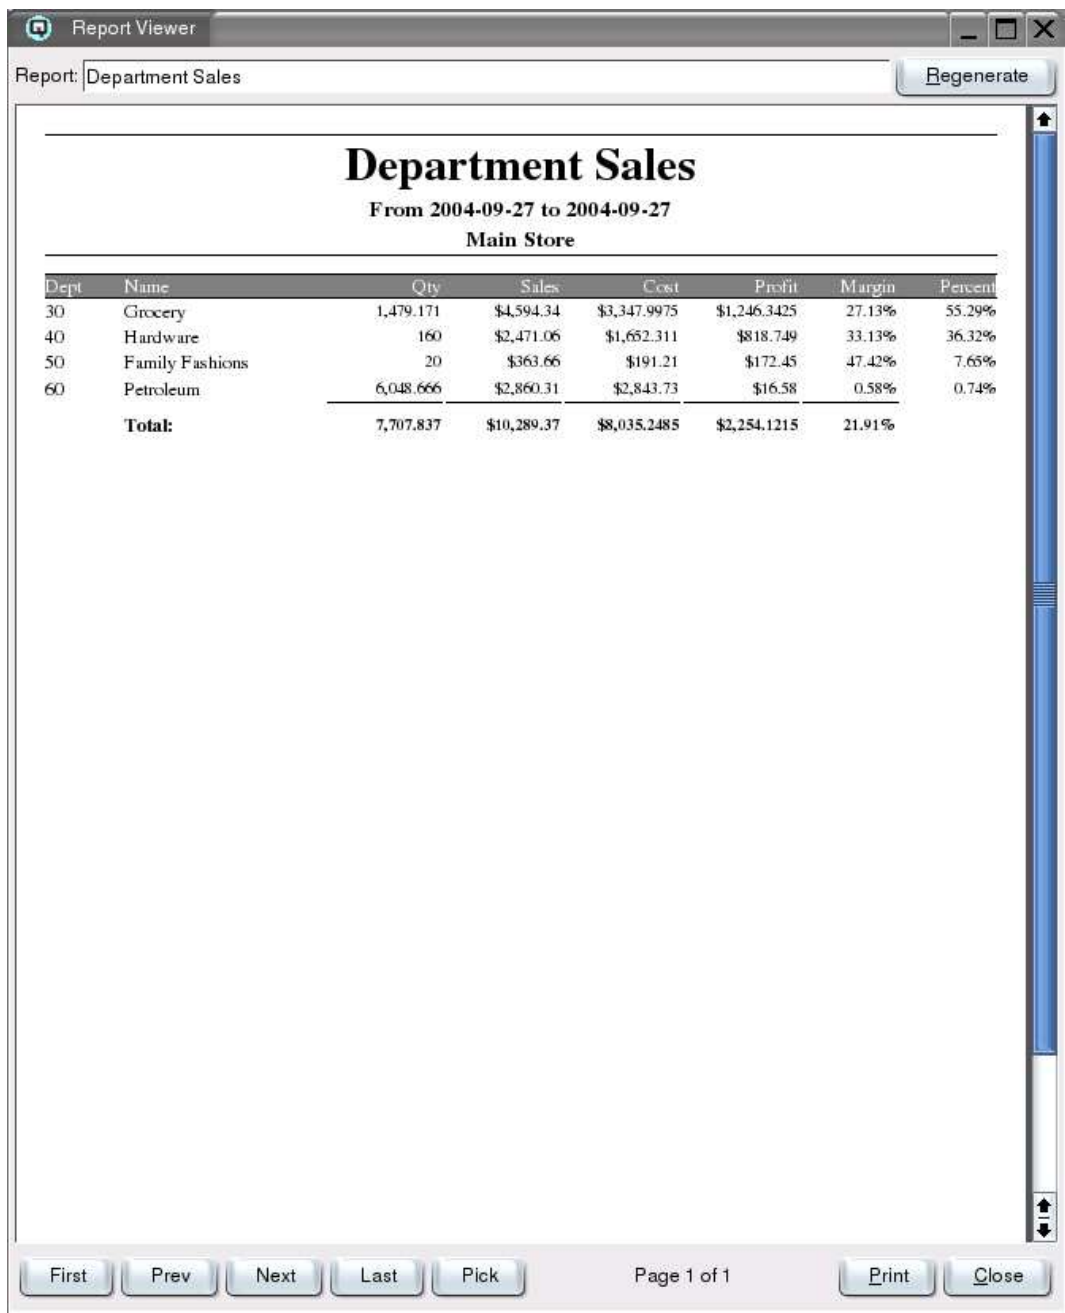 Report Viewer
Report: Department Sales Regenerate
Department Sales
From 2004-09-27 to 2004-09-27
Main Store
Dept Name Qty Sales Cost Profit Margin Percent
30 Grocery 1,479.171 $4,594.34 $3,347.9975 $1,246.3425 27.13% 55.29%
40 Hardware 160 $2,471.06 $1,652.311 $818.749 33.13% 36.32%
50 Family Fashions 20 $363.66 $191.21 $172.45 47.42% 7.65%
60 Petroleum 6,048.666 $2,860.31 $2,843.73 $16.58 0.58% 0.74%
Total: 7,707.837 $10,289.37 $8,035.2485 $2,254.1215 21.91%
First Prev Next Last Pick Page 1 of 1 Print Close